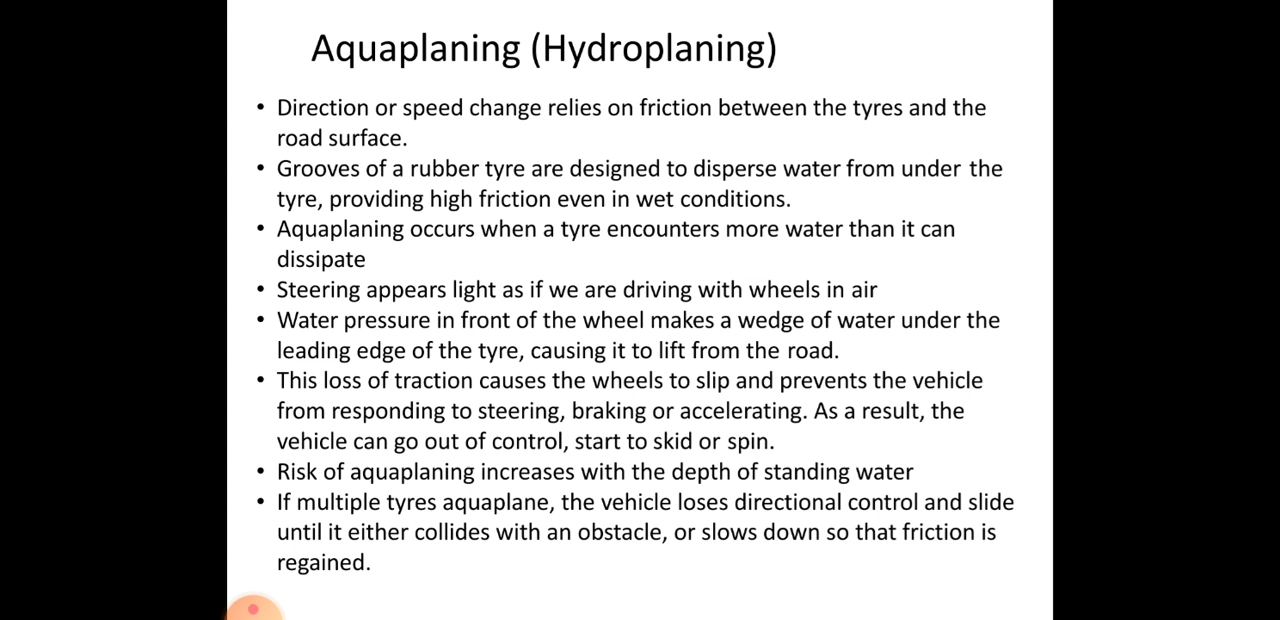 Aquaplaning (Hydroplaning)
• Direction or speed change relies on friction between the tyres and the
road surface.
• Grooves of a rubber tyre are designed to disperse water from under the
tyre, providing high friction even in wet conditions.
• Aquaplaning occurs when a tyre encounters more water than it can
dissipate
• Steering appears light as if we are driving with wheels in air
• Water pressure in front of the wheel makes a wedge of water under the
leading edge of the tyre, causing it to lift from the road.
• This loss of traction causes the wheels to slip and prevents the vehicle
from responding to steering, braking or accelerating. As a result, the
vehicle can go out of control, start to skid or spin.
• Risk of aquaplaning increases with the depth of standing water
• If multiple tyres aquaplane, the vehicle loses directional control and slide
until it either collides with an obstacle, or slows down so that friction is
regained.